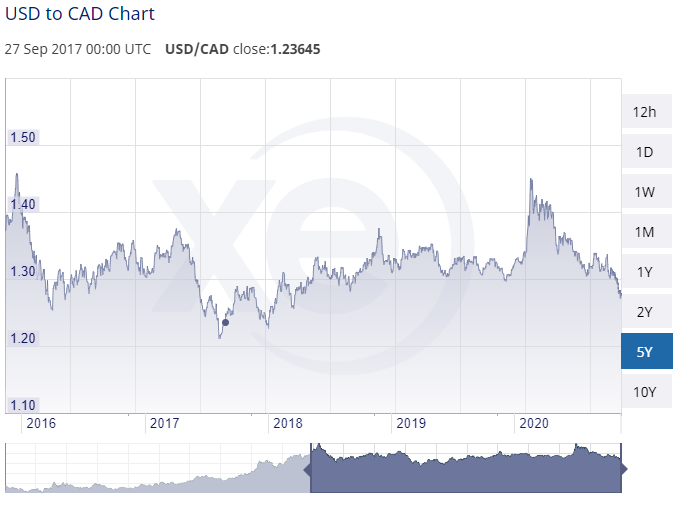 USD to CAD Chart
27 Sep 2017 00:00 UTC USD/CAD close:1.23645
xe
1.50
1.40
1.30
1.20
1.10
2016 2017 2018 2019 2020
12h
1D
1W
1M
1Y
2Y
5Y
10Y